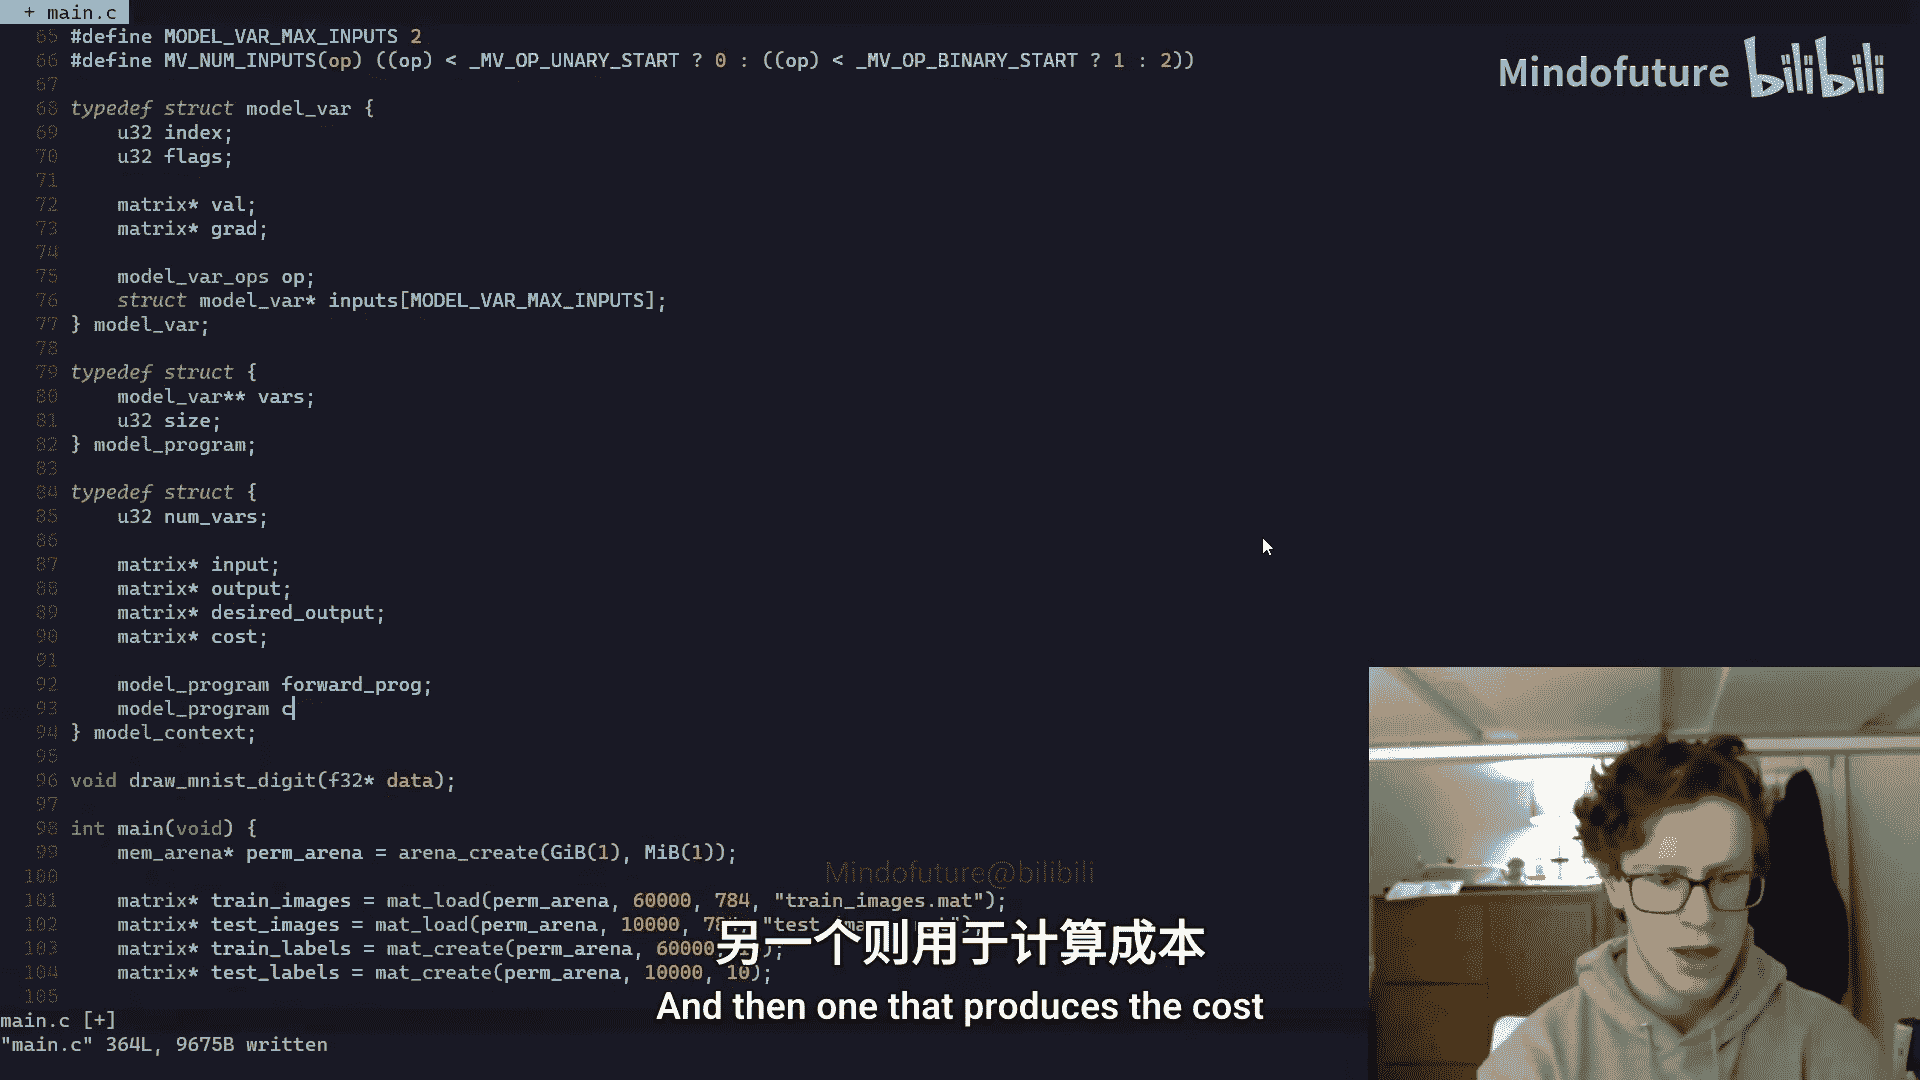 + main.c
65 #define MODEL_VAR_MAX_INPUTS 2
66 #define MV_NUM_INPUTS(op) ((op) < _MV_OP_UNARY_START ? 0 : ((op) < _MV_OP_BINARY_START ? 1 : 2))
67
68 typedef struct model_var {
69     u32 index;
70     u32 flags;
71
72     matrix* val;
73     matrix* grad;
74
75     model_var_ops op;
76     struct model_var* inputs[MODEL_VAR_MAX_INPUTS];
77 } model_var;
78
79 typedef struct {
80     model_var** vars;
81     u32 size;
82 } model_program;
83
84 typedef struct {
85     u32 num_vars;
86
87     matrix* input;
88     matrix* output;
89     matrix* desired_output;
90     matrix* cost;
91
92     model_program forward_prog;
93     model_program c
94 } model_context;
95
96 void draw_mnist_digit(f32* data);
97
98 int main(void) {
99     mem_arena* perm_arena = arena_create(GiB(1), MiB(1));
100
101     matrix* train_images = mat_load(perm_arena, 60000, 784, "train_images.mat");
102     matrix* test_images = mat_load(perm_arena, 10000,
103     matrix* train_labels = mat_create(perm_arena, 60000
104     matrix* test_labels = mat_create(perm_arena, 10000, 10);
105
main.c [+]
"main.c" 364L, 9675B written
Mindofuture bilibili
Mindofuture@bilibili
另一个则用于计算成本
And then one that produces the cost